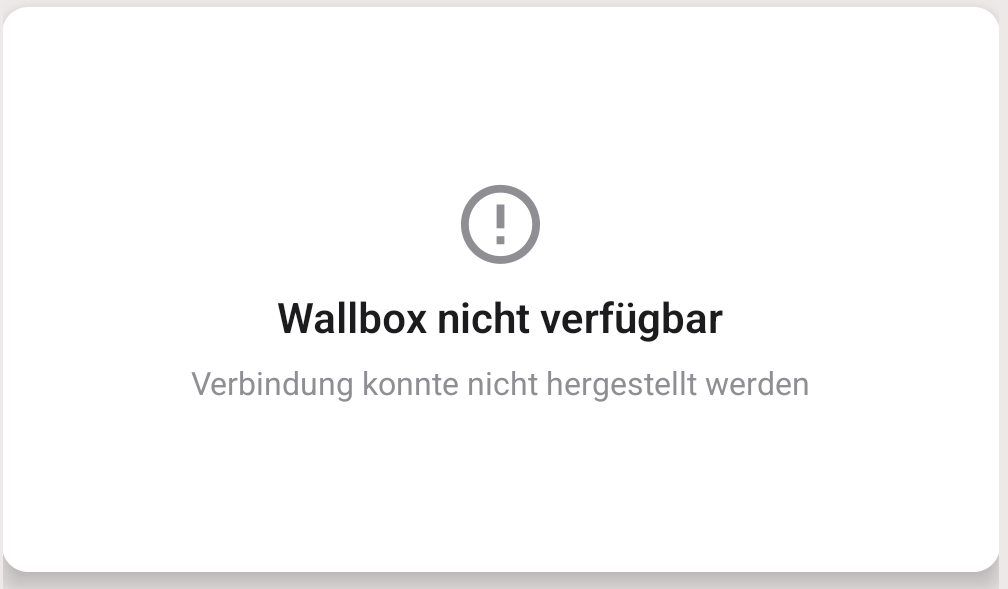 Wallbox nicht verfügbar
Verbindung konnte nicht hergestellt werden